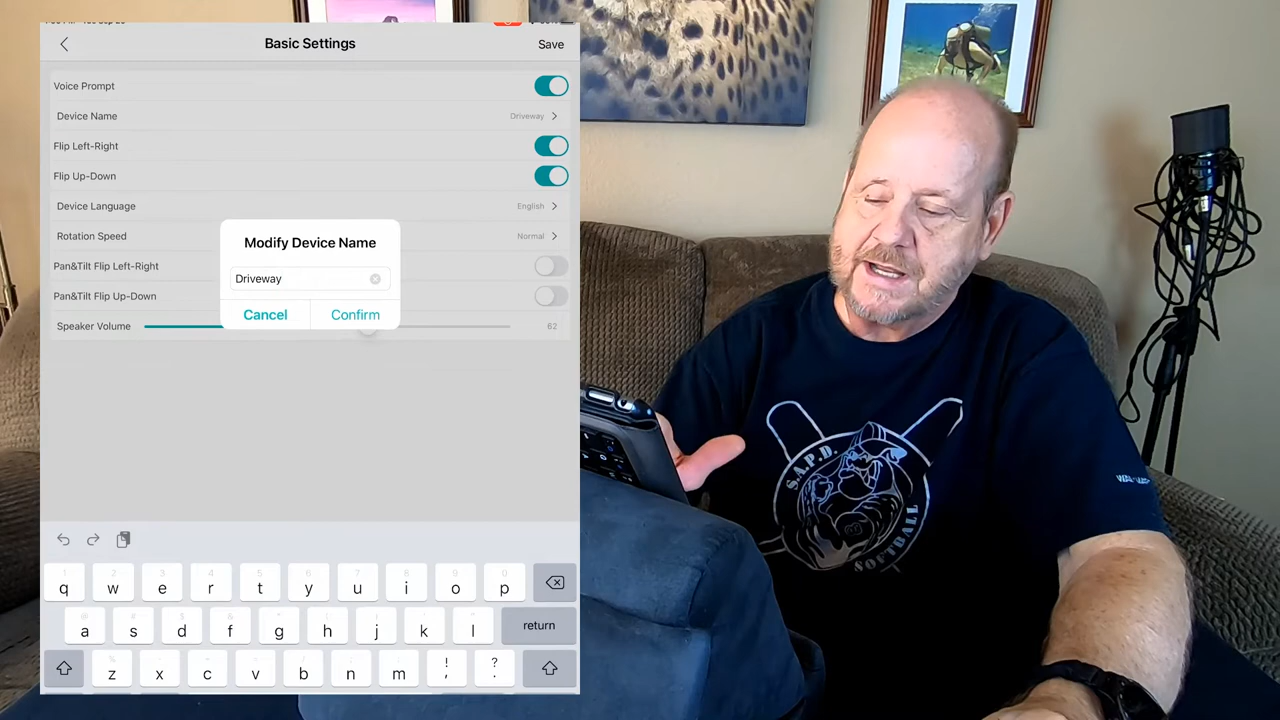 Basic Settings
Save
Voice Prompt
Device Name
Driveway
Flip Left-Right
Flip Up-Down
Device Language
English
Rotation Speed
Normal
Pan&Tilt Flip Left-Right
Pan&Tilt Flip Up-Down
Speaker Volume
62
Modify Device Name
Driveway
Cancel
Confirm
q w e r t y u i o p
a s d f g h j k l
return
z x c v b n m ! , ? .
S.A.P.D.
SOFTBALL